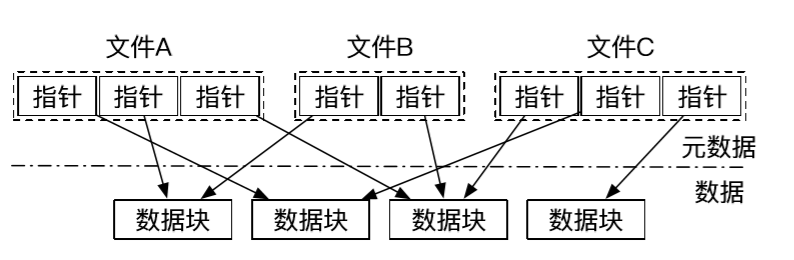 文件A 文件B 文件C
指针 指针 指针 指针 指针 指针 指针 指针
元数据
数据
数据块 数据块 数据块 数据块